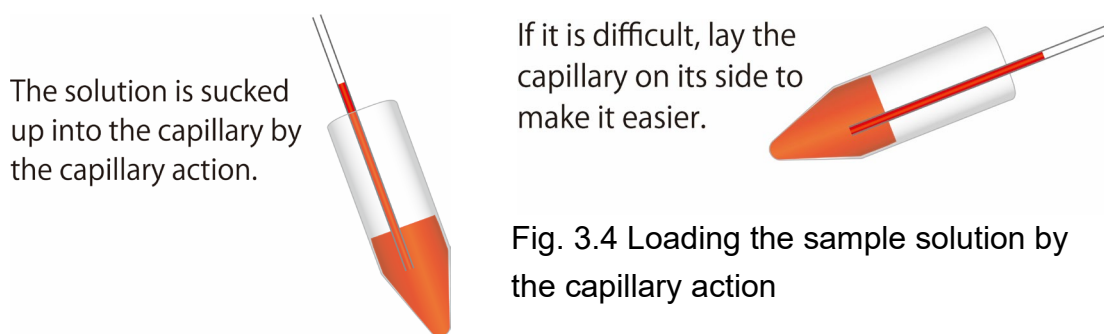 The solution is sucked
up into the capillary by
the capillary action.
If it is difficult, lay the
capillary on its side to
make it easier.
Fig. 3.4 Loading the sample solution by
the capillary action